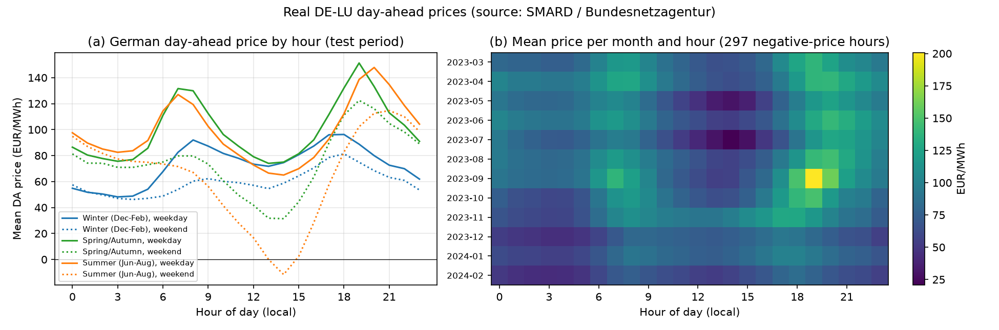 Real DE-LU day-ahead prices (source: SMARD / Bundesnetzagentur)
(a) German day-ahead price by hour (test period)
Mean DA price (EUR/MWh)
140
120
100
80
60
40
20
0
Winter (Dec-Feb), weekday
Winter (Dec-Feb), weekend
Spring/Autumn, weekday
Spring/Autumn, weekend
Summer (Jun-Aug), weekday
Summer (Jun-Aug), weekend
0 3 6 9 12 15 18 21
Hour of day (local)
(b) Mean price per month and hour (297 negative-price hours)
2023-03
2023-04
2023-05
2023-06
2023-07
2023-08
2023-09
2023-10
2023-11
2023-12
2024-01
2024-02
0 3 6 9 12 15 18 21
Hour of day (local)
200
175
150
125
100
75
50
25
EUR/MWh